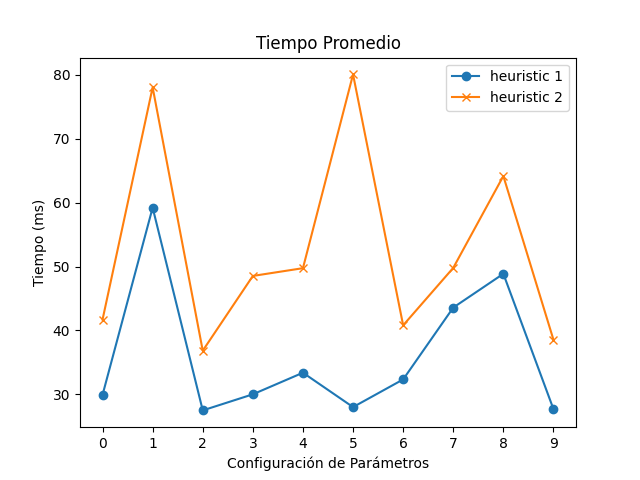 Tiempo Promedio
heuristic 1
heuristic 2
Tiempo (ms)
80
70
60
50
40
30
0 1 2 3 4 5 6 7 8 9
Configuración de Parámetros